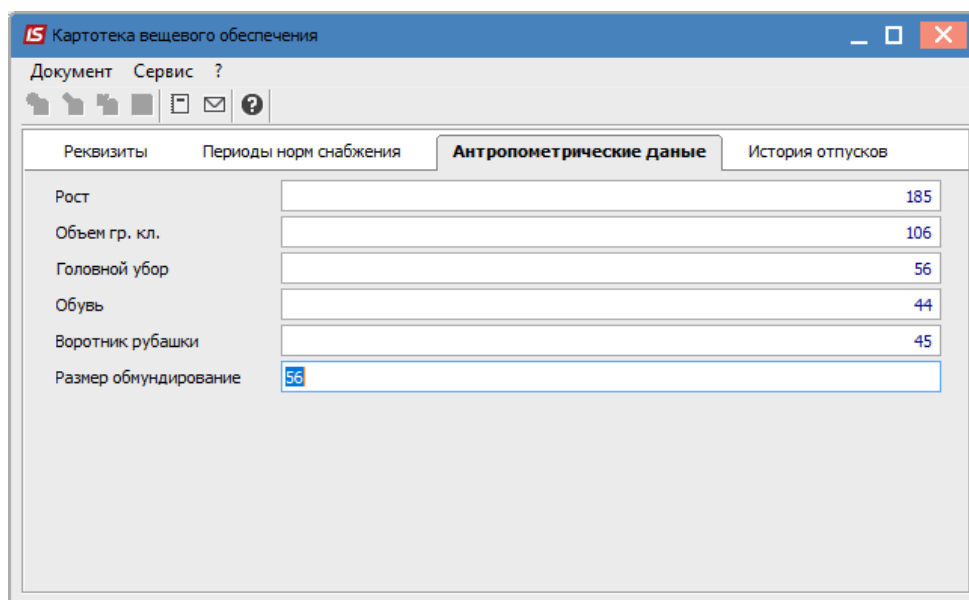 IS Картотека вещевого обеспечения
Документ Сервис ?
Реквизиты Периоды норм снабжения Антропометрические даные История отпусков
Рост 185
Объем гр. кл. 106
Головной убор 56
Обувь 44
Воротник рубашки 45
Размер обмундирование 56